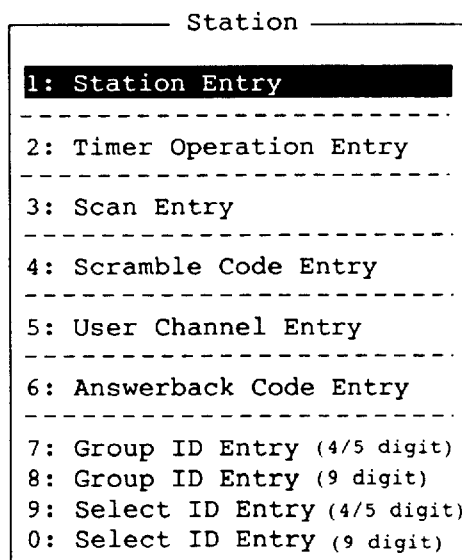 Station
1: Station Entry
2: Timer Operation Entry
3: Scan Entry
4: Scramble Code Entry
5: User Channel Entry
6: Answerback Code Entry
7: Group ID Entry (4/5 digit)
8: Group ID Entry (9 digit)
9: Select ID Entry (4/5 digit)
0: Select ID Entry (9 digit)